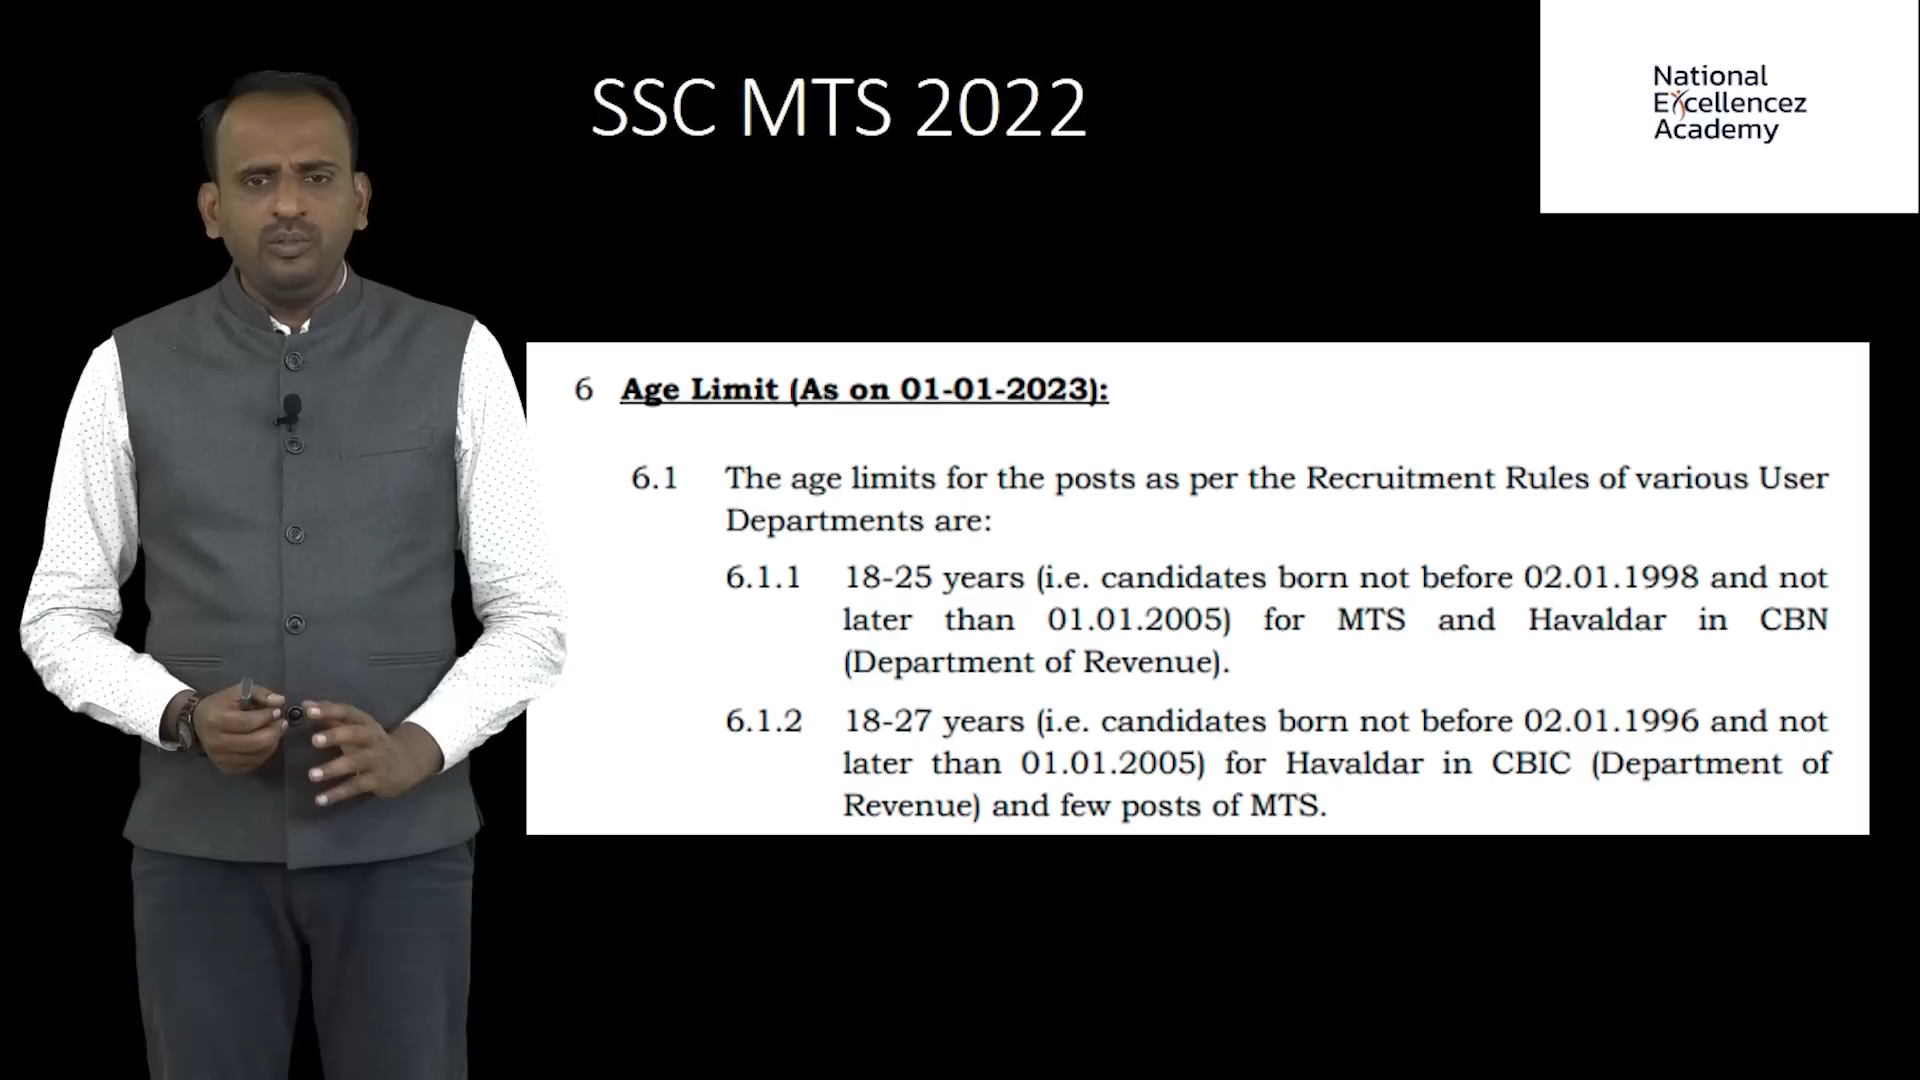 SSC MTS 2022
National
Excellencez
Academy
6 Age Limit (As on 01-01-2023):
6.1 The age limits for the posts as per the Recruitment Rules of various User
Departments are:
6.1.1 18-25 years (i.e. candidates born not before 02.01.1998 and not
later than 01.01.2005) for MTS and Havaldar in CBN
(Department of Revenue).
6.1.2 18-27 years (i.e. candidates born not before 02.01.1996 and not
later than 01.01.2005) for Havaldar in CBIC (Department of
Revenue) and few posts of MTS.